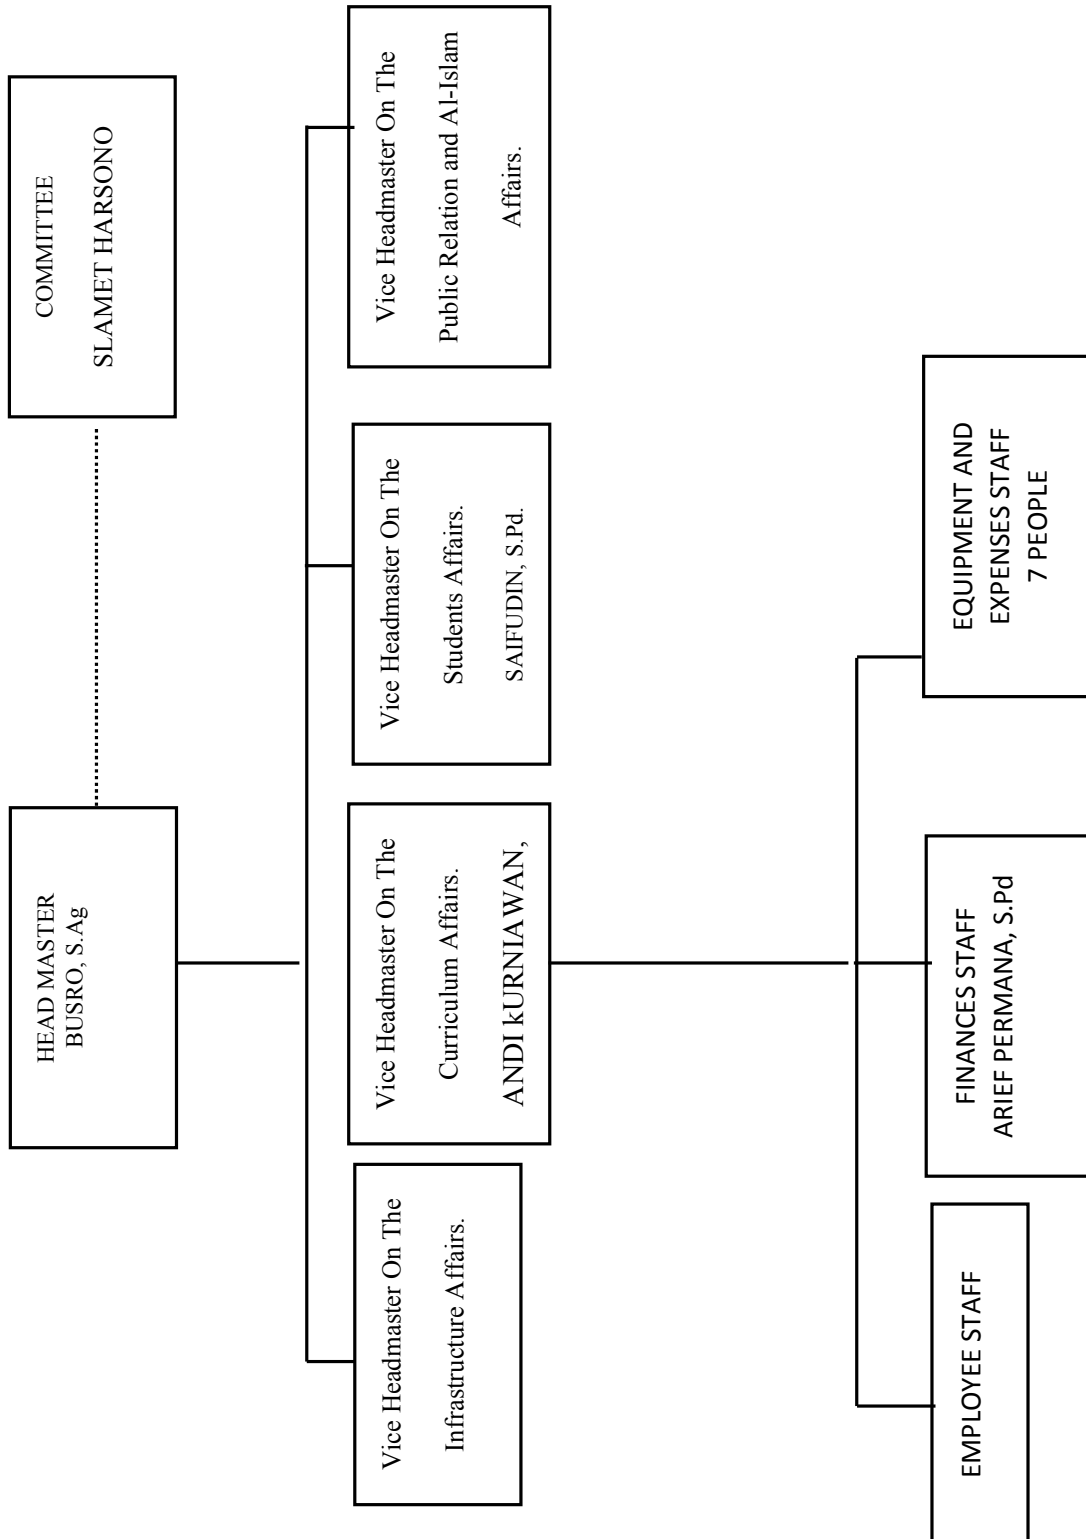 HEAD MASTER
BUSRO, S.Ag
COMMITTEE
SLAMET HARSONO
Vice Headmaster On The
Infrastructure Affairs.
Vice Headmaster On The
Curriculum Affairs.
ANDI kURNIAWAN,
Vice Headmaster On The
Students Affairs.
SAIFUDIN, S.Pd.
Vice Headmaster On The
Public Relation and Al-Islam
Affairs.
EMPLOYEE STAFF
FINANCES STAFF
ARIEF PERMANA, S.Pd
EQUIPMENT AND
EXPENSES STAFF
7 PEOPLE